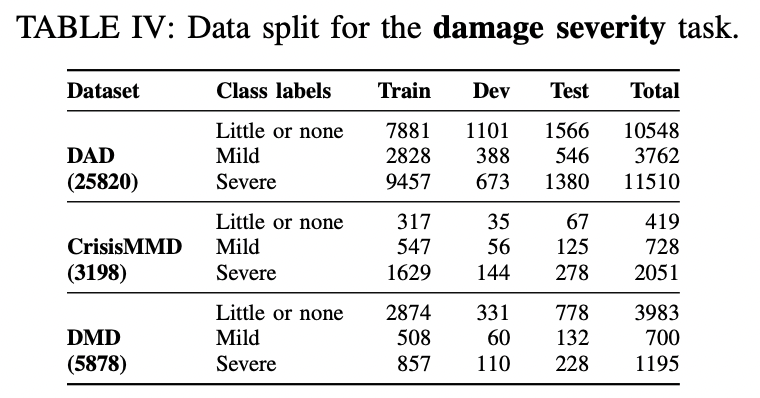 TABLE IV: Data split for the damage severity task.
Dataset Class labels Train Dev Test Total
Little or none 7881 1101 1566 10548
DAD Mild 2828 388 546 3762
(25820) Severe 9457 673 1380 11510
Little or none 317 35 67 419
CrisisMMD Mild 547 56 125 728
(3198) Severe 1629 144 278 2051
Little or none 2874 331 778 3983
DMD Mild 508 60 132 700
(5878) Severe 857 110 228 1195